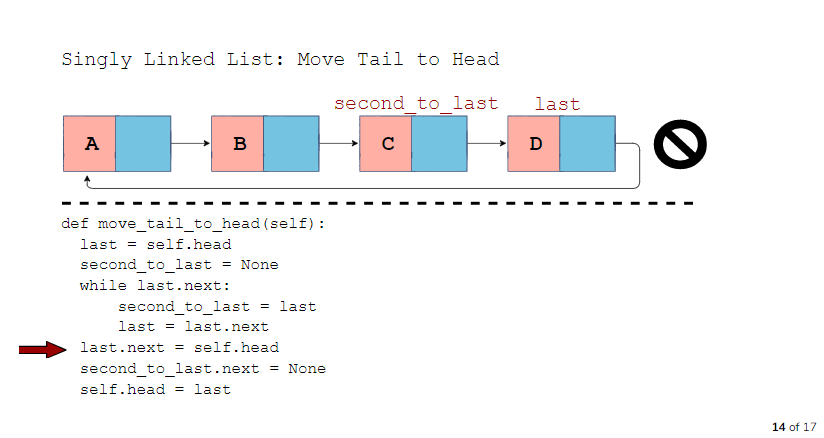 Singly Linked List: Move Tail to Head
second_to_last last
A B C D
def move_tail_to_head(self):
  last = self.head
  second_to_last = None
  while last.next:
      second_to_last = last
      last = last.next
  last.next = self.head
  second_to_last.next = None
  self.head = last
14 of 17